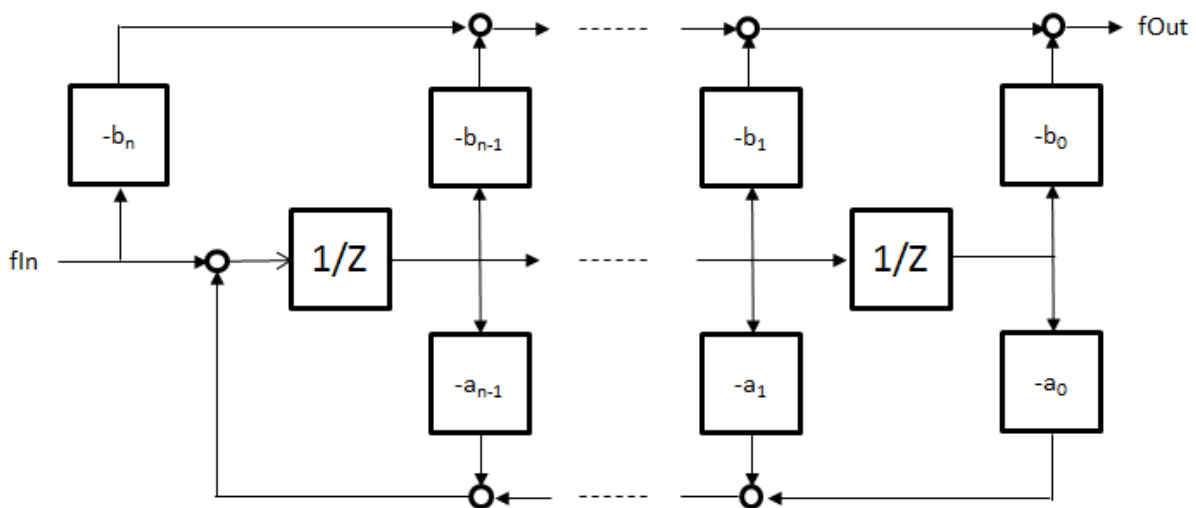 fOut
-bₙ
-bₙ₋₁
-b₁
-b₀
fIn
1/Z
1/Z
-aₙ₋₁
-a₁
-a₀